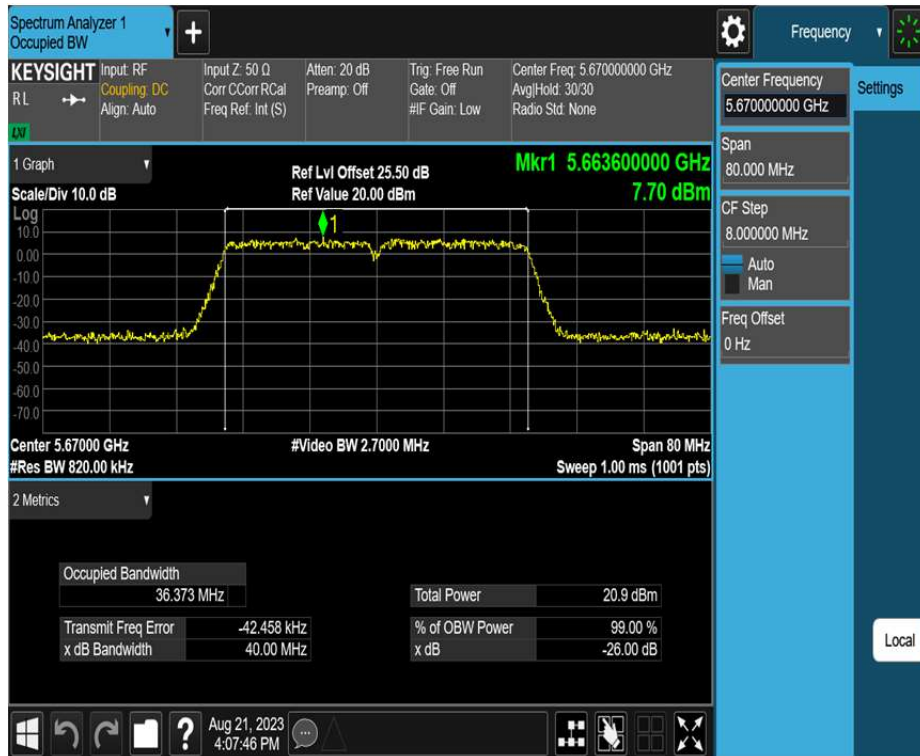 Spectrum Analyzer 1
Occupied BW
+
Frequency
KEYSIGHT
R L
LXI
Input: RF
Coupling: DC
Align: Auto
Input Z: 50 Ω
Corr CCorr RCal
Freq Ref: Int (S)
Atten: 20 dB
Preamp: Off
Trig: Free Run
Gate: Off
#IF Gain: Low
Center Freq: 5.670000000 GHz
Avg|Hold: 30/30
Radio Std: None
Center Frequency
5.670000000 GHz
Settings
Span
80.000 MHz
CF Step
8.000000 MHz
Auto
Man
Freq Offset
0 Hz
Local
1 Graph
Scale/Div 10.0 dB
Ref Lvl Offset 25.50 dB
Ref Value 20.00 dBm
Mkr1 5.663600000 GHz
7.70 dBm
Log
1
10.0
0.00
-10.0
-20.0
-30.0
-40.0
-50.0
-60.0
-70.0
Center 5.67000 GHz
#Video BW 2.7000 MHz
Span 80 MHz
#Res BW 820.00 kHz
Sweep 1.00 ms (1001 pts)
2 Metrics
Occupied Bandwidth
36.373 MHz
Total Power 20.9 dBm
Transmit Freq Error -42.458 kHz
% of OBW Power 99.00 %
x dB Bandwidth 40.00 MHz
x dB -26.00 dB
?
Aug 21, 2023
4:07:46 PM